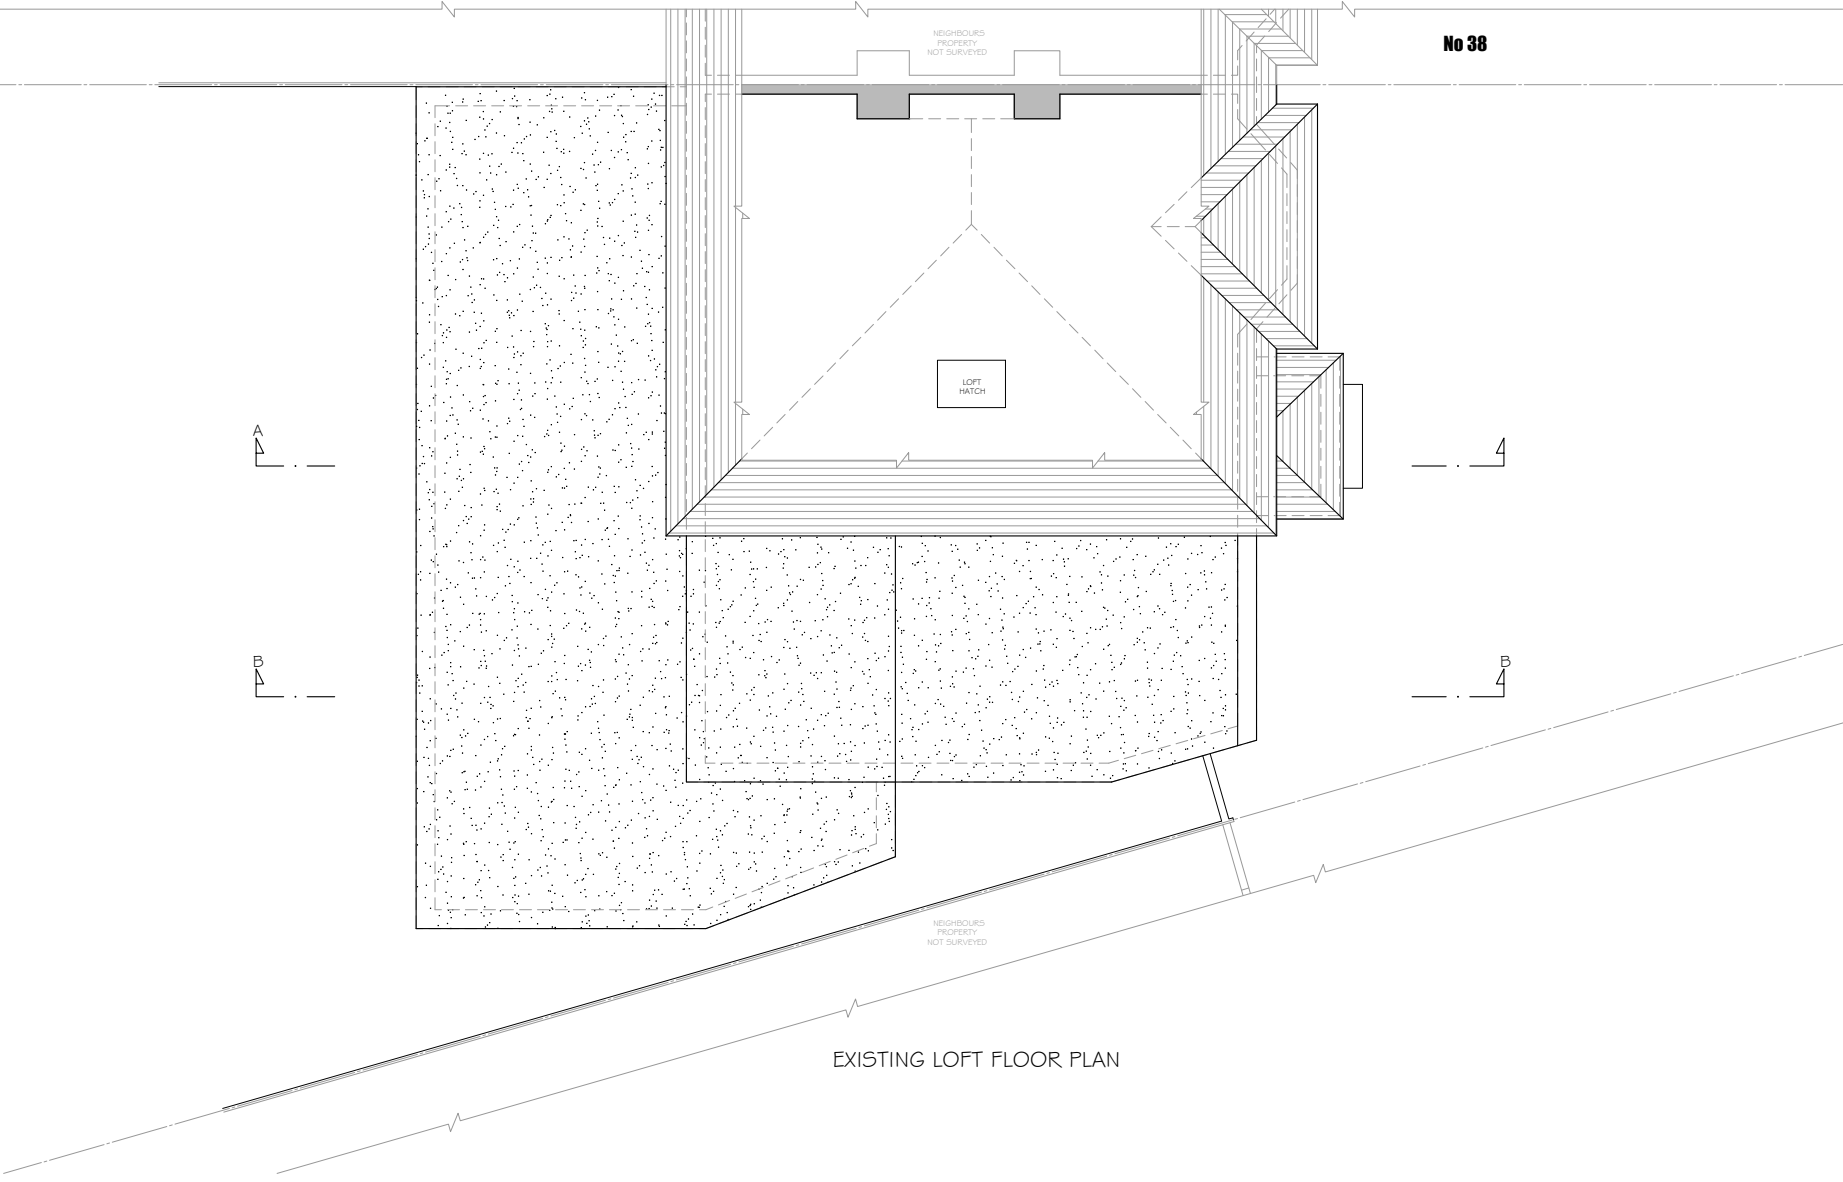 NEIGHBOURS
PROPERTY
NOT SURVEYED
No 38
LOFT
HATCH
A
B
B
NEIGHBOURS
PROPERTY
NOT SURVEYED
EXISTING LOFT FLOOR PLAN